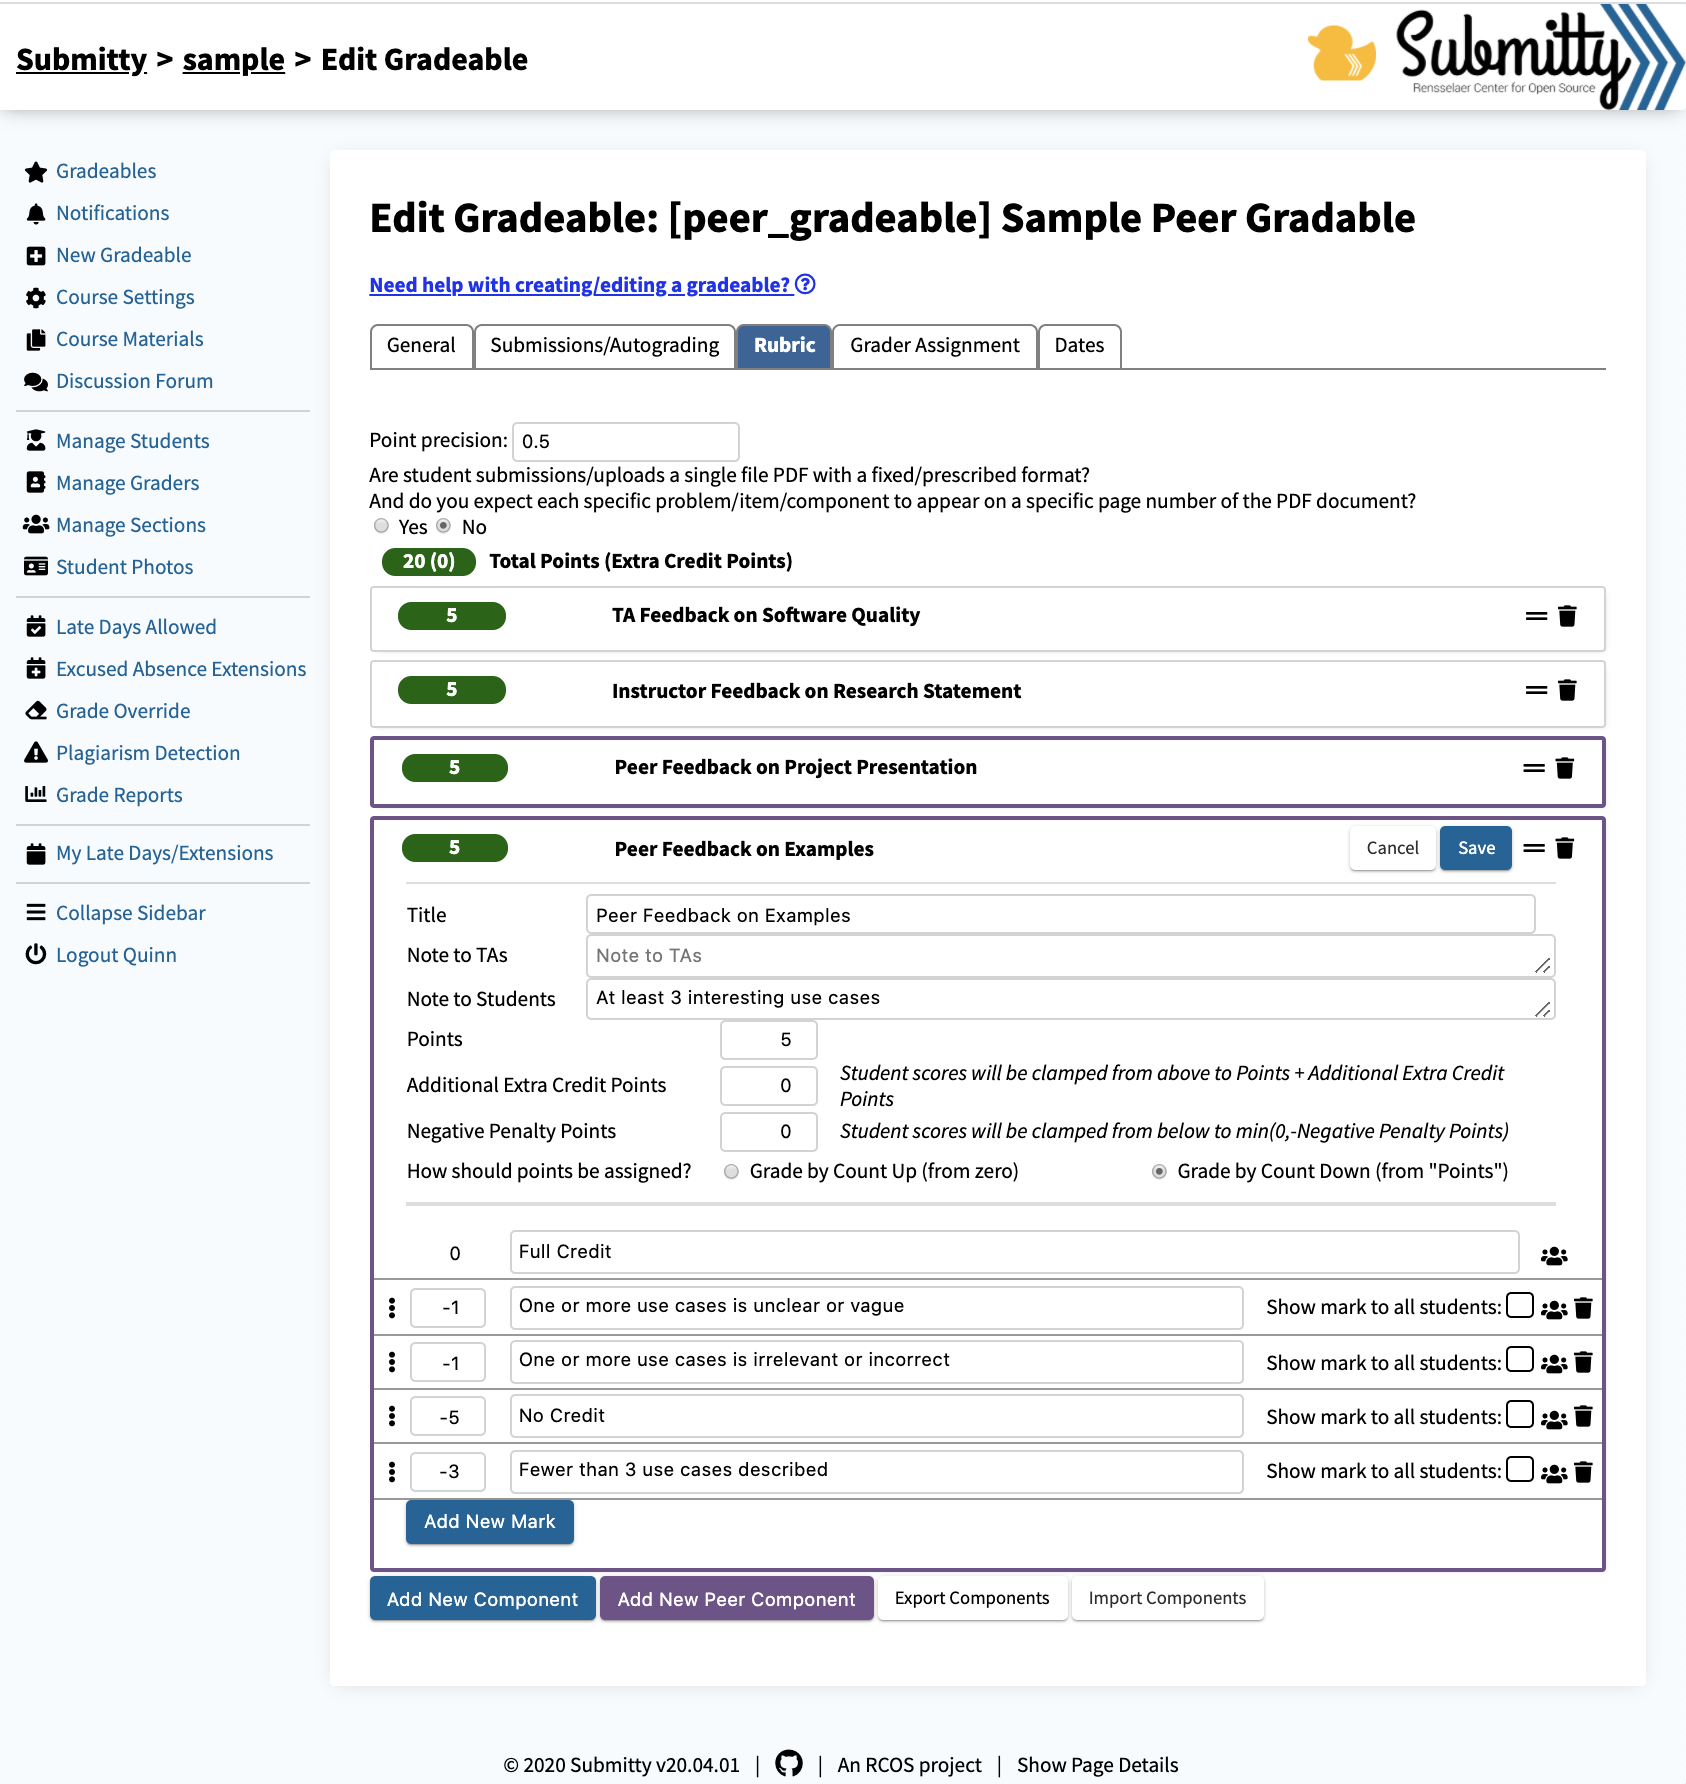 Submitty > sample > Edit Gradeable
Submitty
Rensselaer Center for Open Source
Gradeables
Notifications
New Gradeable
Course Settings
Course Materials
Discussion Forum
Manage Students
Manage Graders
Manage Sections
Student Photos
Late Days Allowed
Excused Absence Extensions
Grade Override
Plagiarism Detection
Grade Reports
My Late Days/Extensions
Collapse Sidebar
Logout Quinn
Edit Gradeable: [peer_gradeable] Sample Peer Gradable
Need help with creating/editing a gradeable?
General Submissions/Autograding Rubric Grader Assignment Dates
Point precision: 0.5
Are student submissions/uploads a single file PDF with a fixed/prescribed format?
And do you expect each specific problem/item/component to appear on a specific page number of the PDF document?
Yes No
20 (0) Total Points (Extra Credit Points)
5 TA Feedback on Software Quality
5 Instructor Feedback on Research Statement
5 Peer Feedback on Project Presentation
5 Peer Feedback on Examples Cancel Save
Title Peer Feedback on Examples
Note to TAs Note to TAs
Note to Students At least 3 interesting use cases
Points 5
Additional Extra Credit Points 0 Student scores will be clamped from above to Points + Additional Extra Credit
Points
Negative Penalty Points 0 Student scores will be clamped from below to min(0,-Negative Penalty Points)
How should points be assigned? Grade by Count Up (from zero) Grade by Count Down (from "Points")
0 Full Credit
-1 One or more use cases is unclear or vague Show mark to all students:
-1 One or more use cases is irrelevant or incorrect Show mark to all students:
-5 No Credit Show mark to all students:
-3 Fewer than 3 use cases described Show mark to all students:
Add New Mark
Add New Component Add New Peer Component Export Components Import Components
© 2020 Submitty v20.04.01 | | An RCOS project | Show Page Details